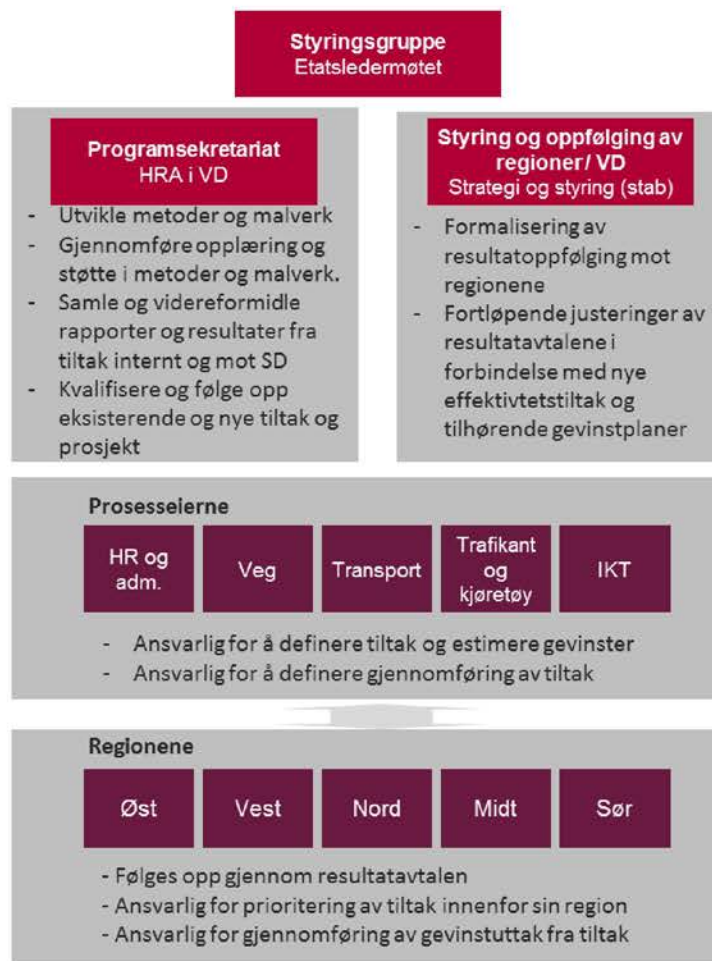 Styringsgruppe
Etatsledermøtet
Programsekretariat
HRA i VD
- Utvikle metoder og malverk
- Gjennomføre opplæring og
støtte i metoder og malverk.
- Samle og videreformidle
rapporter og resultater fra
tiltak internt og mot SD
- Kvalifisere og følge opp
eksisterende og nye tiltak og
prosjekt
Styring og oppfølging av
regioner/ VD
Strategi og styring (stab)
- Formalisering av
resultatoppfølging mot
regionene
- Fortløpende justeringer av
resultatavtalene i
forbindelse med nye
effektivtetstiltak og
tilhørende gevinstplaner
Prosesseierne
HR og
adm.
Veg
Transport
Trafikant
og
kjøretøy
IKT
- Ansvarlig for å definere tiltak og estimere gevinster
- Ansvarlig for å definere gjennomføring av tiltak
Regionene
Øst
Vest
Nord
Midt
Sør
- Følges opp gjennom resultatavtalen
- Ansvarlig for prioritering av tiltak innenfor sin region
- Ansvarlig for gjennomføring av gevinstuttak fra tiltak